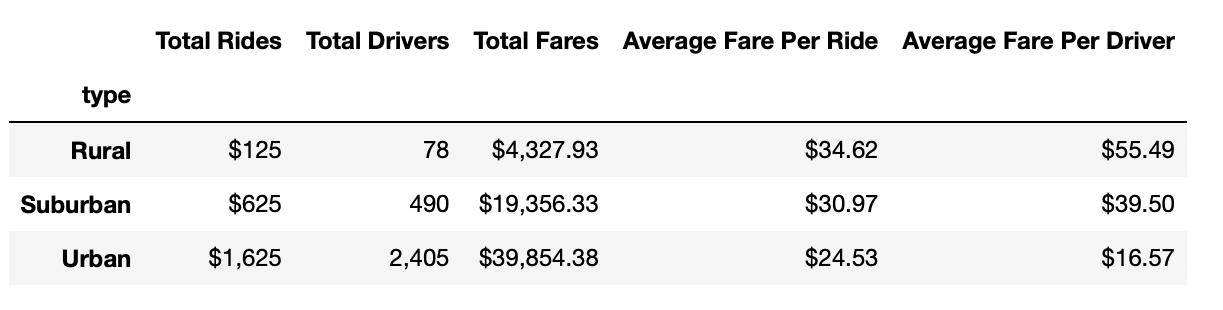 Total Rides Total Drivers Total Fares Average Fare Per Ride Average Fare Per Driver
type
Rural $125 78 $4,327.93 $34.62 $55.49
Suburban $625 490 $19,356.33 $30.97 $39.50
Urban $1,625 2,405 $39,854.38 $24.53 $16.57